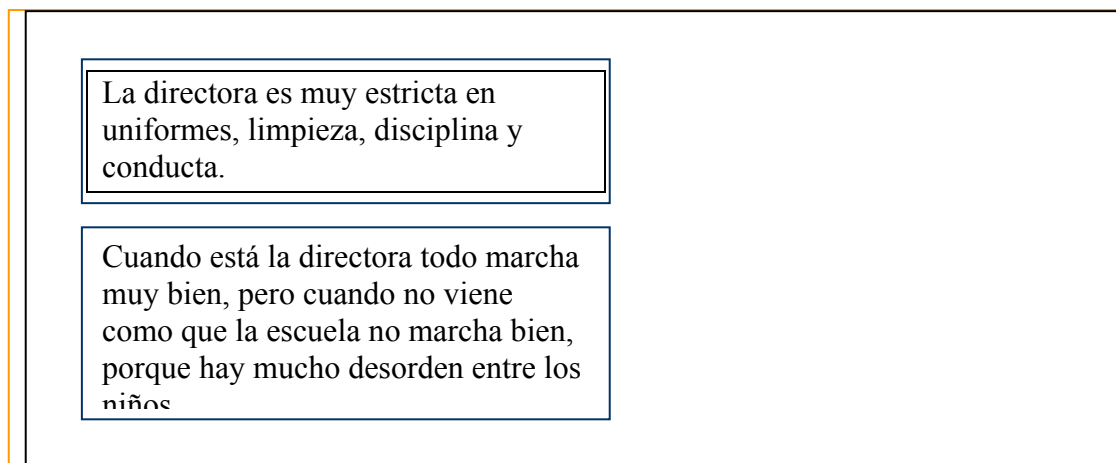 La directora es muy estricta en
uniformes, limpieza, disciplina y
conducta.
Cuando está la directora todo marcha
muy bien, pero cuando no viene
como que la escuela no marcha bien,
porque hay mucho desorden entre los
niños